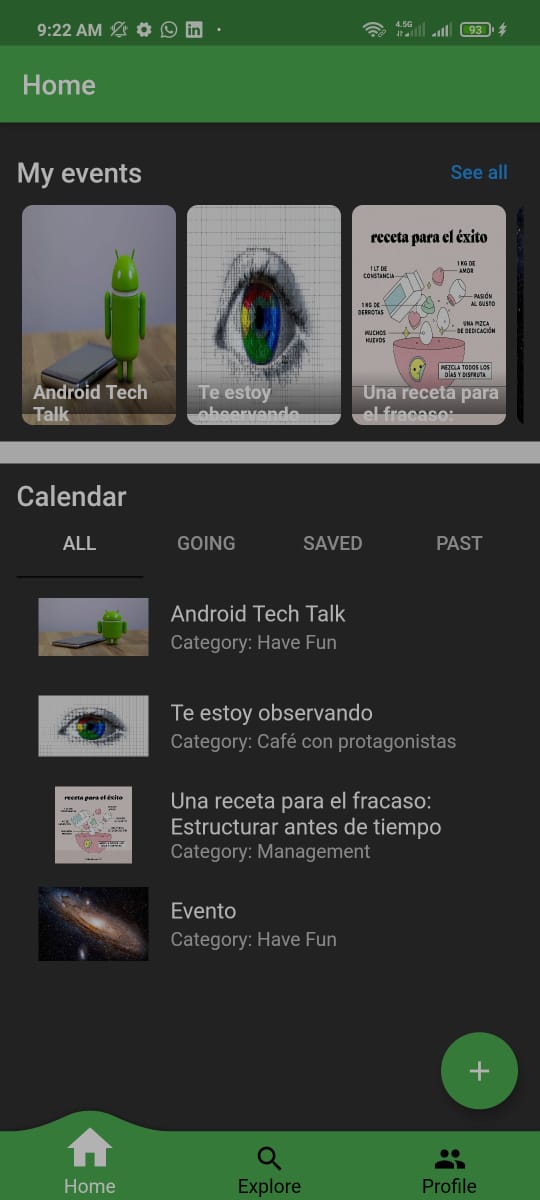 9:22 AM
4.5G
93
Home
My events
See all
Android Tech
Talk
Te estoy
observando
receta para el éxito
1 KG DE
AMOR
1 LT DE
CONSTANCIA
PASIÓN
AL GUSTO
1 KG DE
DERROTAS
UNA PIZCA
DE DEDICACIÓN
MUCHOS
HUEVOS
MEZCLA TODOS LOS
DÍAS Y DISFRUTA
Una receta para
el fracaso:
Calendar
ALL
GOING
SAVED
PAST
Android Tech Talk
Category: Have Fun
Te estoy observando
Category: Café con protagonistas
receta para el éxito
Una receta para el fracaso:
Estructurar antes de tiempo
Category: Management
Evento
Category: Have Fun
+
Home
Explore
Profile